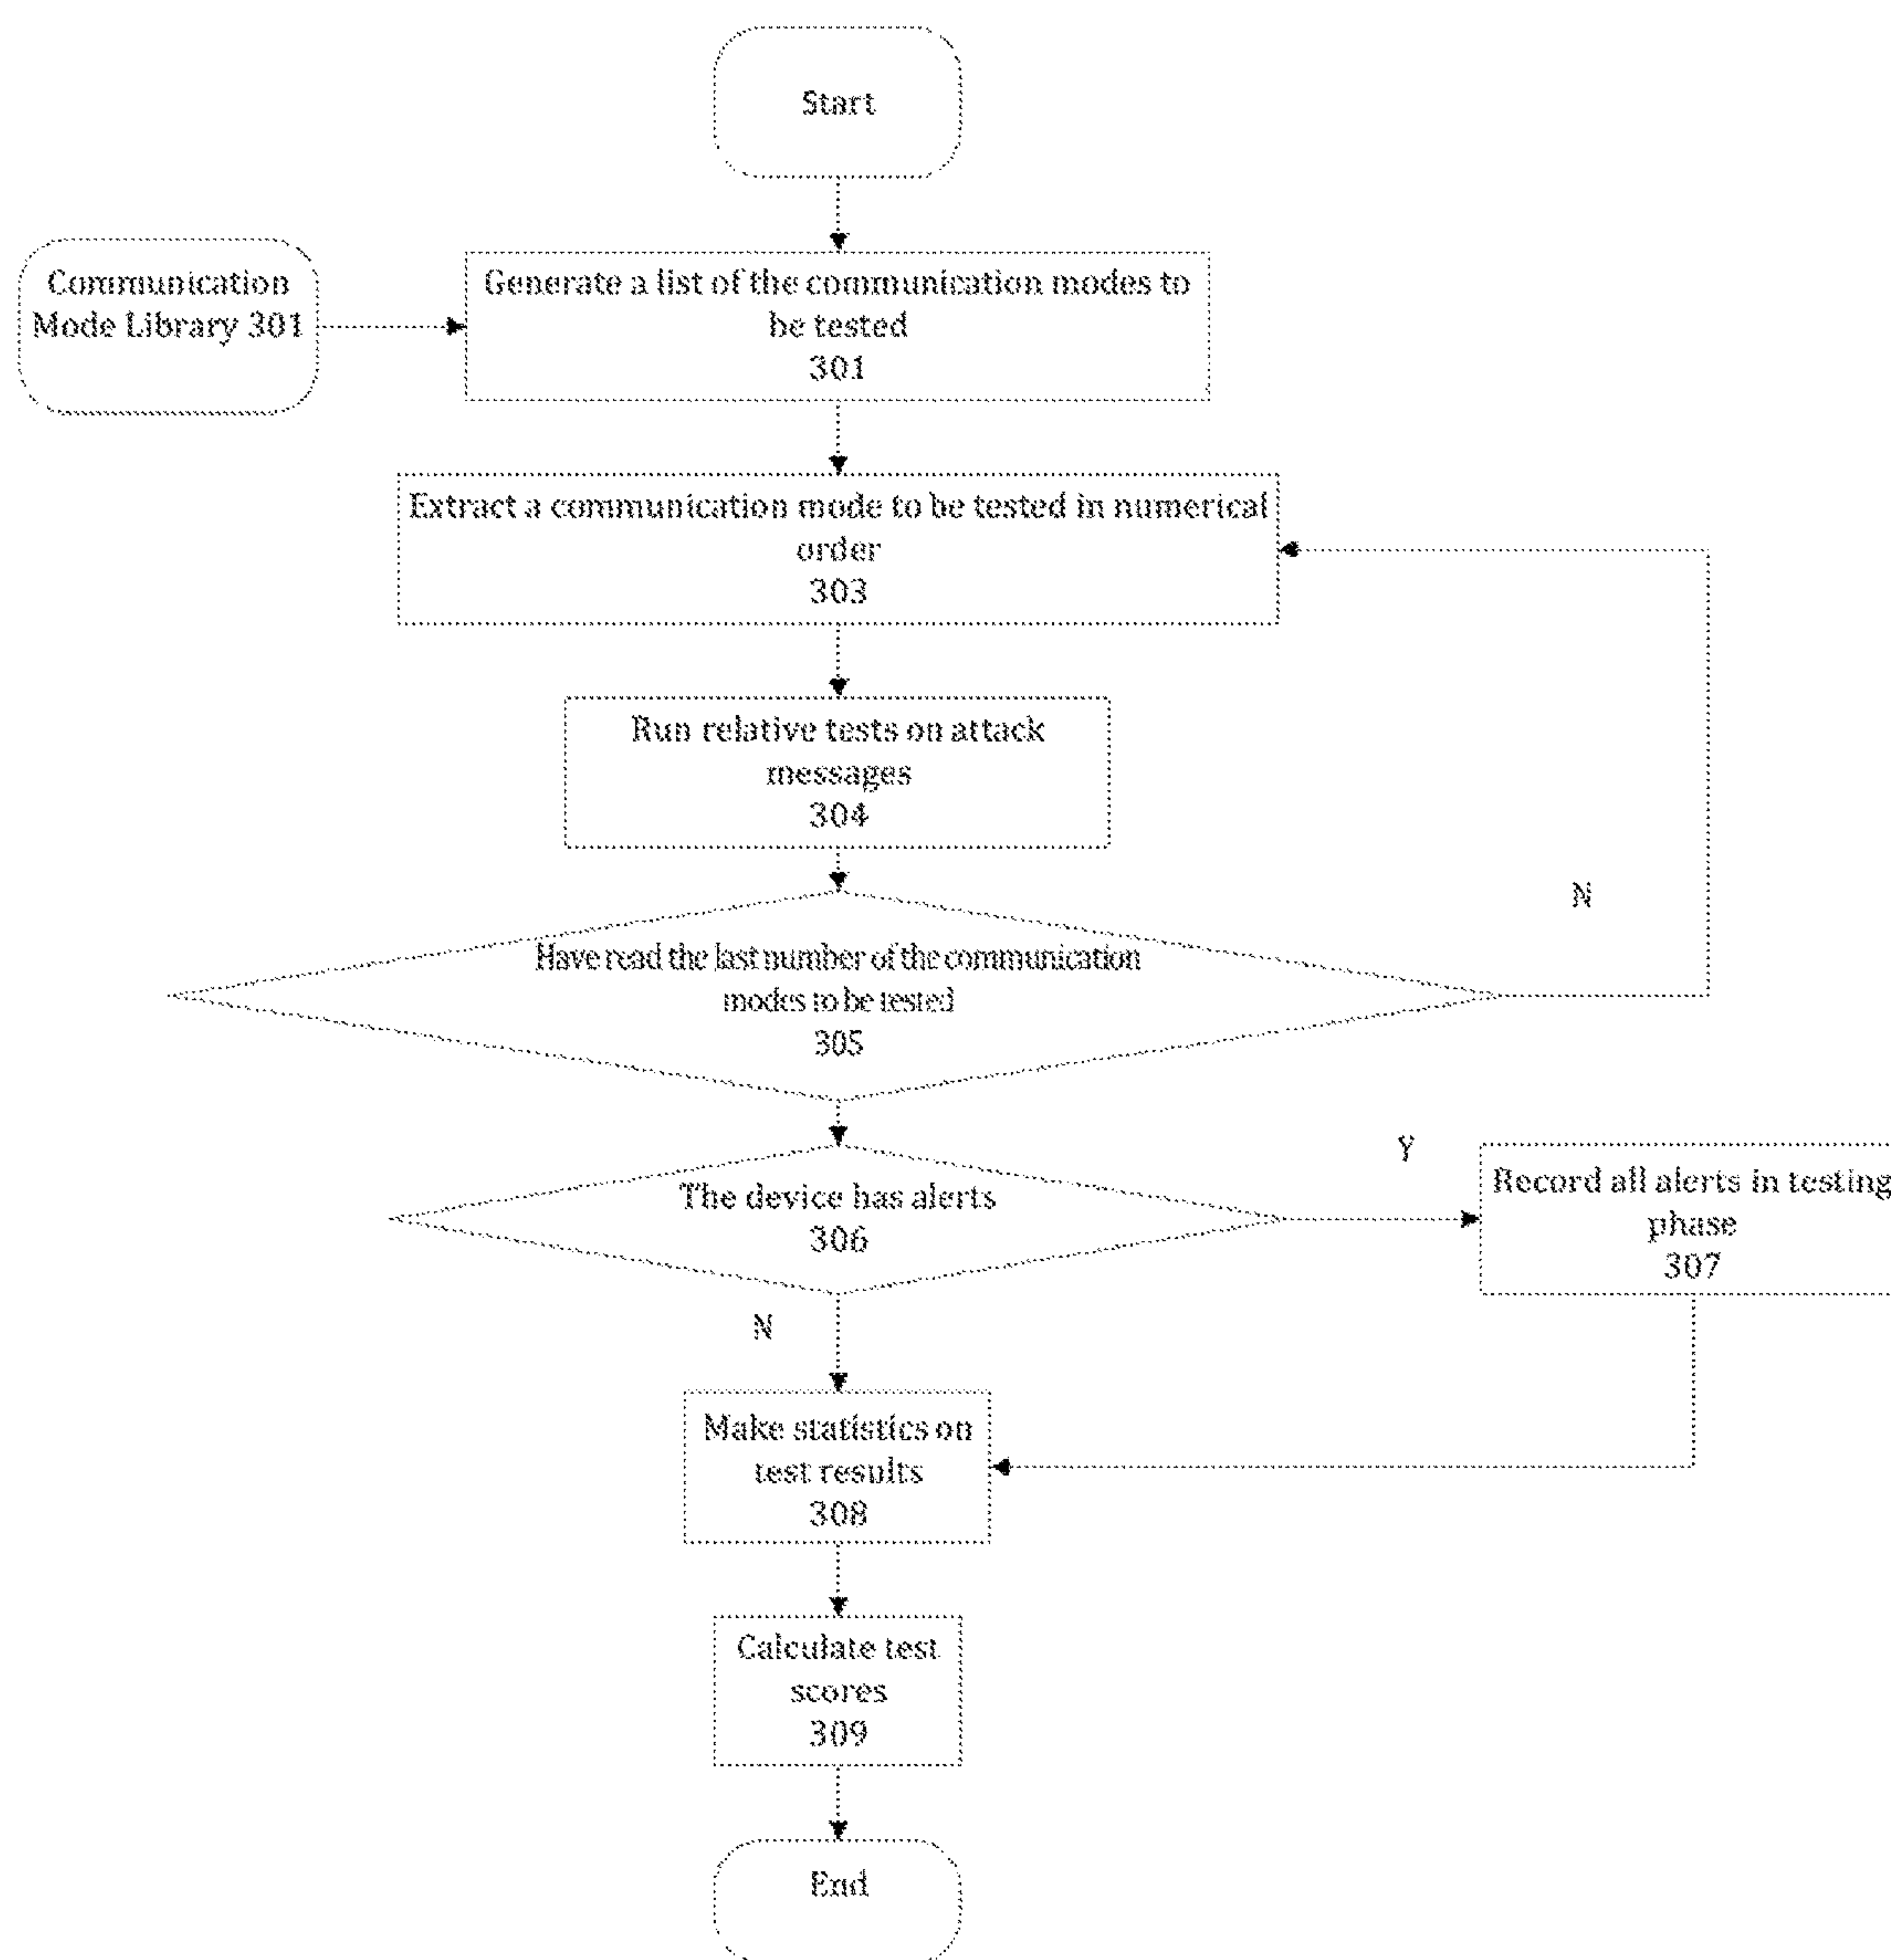 Start
Communication
Mode Library 301
Generate a list of the communication modes to
be tested
301
Extract a communication mode to be tested in numerical
order
303
Run relative tests on attack
messages
304
N
Have read the last number of the communication
modes to be tested
305
Y
The device has alerts
306
Record all alerts in testing
phase
307
N
Make statistics on
test results
308
Calculate test
scores
309
End